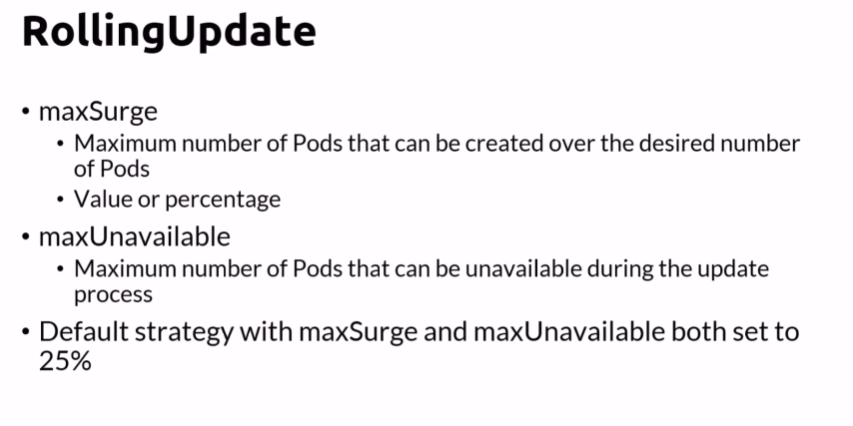 RollingUpdate
• maxSurge
• Maximum number of Pods that can be created over the desired number
of Pods
• Value or percentage
• maxUnavailable
• Maximum number of Pods that can be unavailable during the update
process
• Default strategy with maxSurge and maxUnavailable both set to
25%